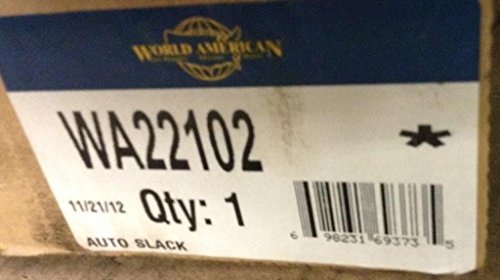 WORLD AMERICAN
WA22102 *
11/21/12 Qty: 1
6 98231 69373 5
AUTO SLACK